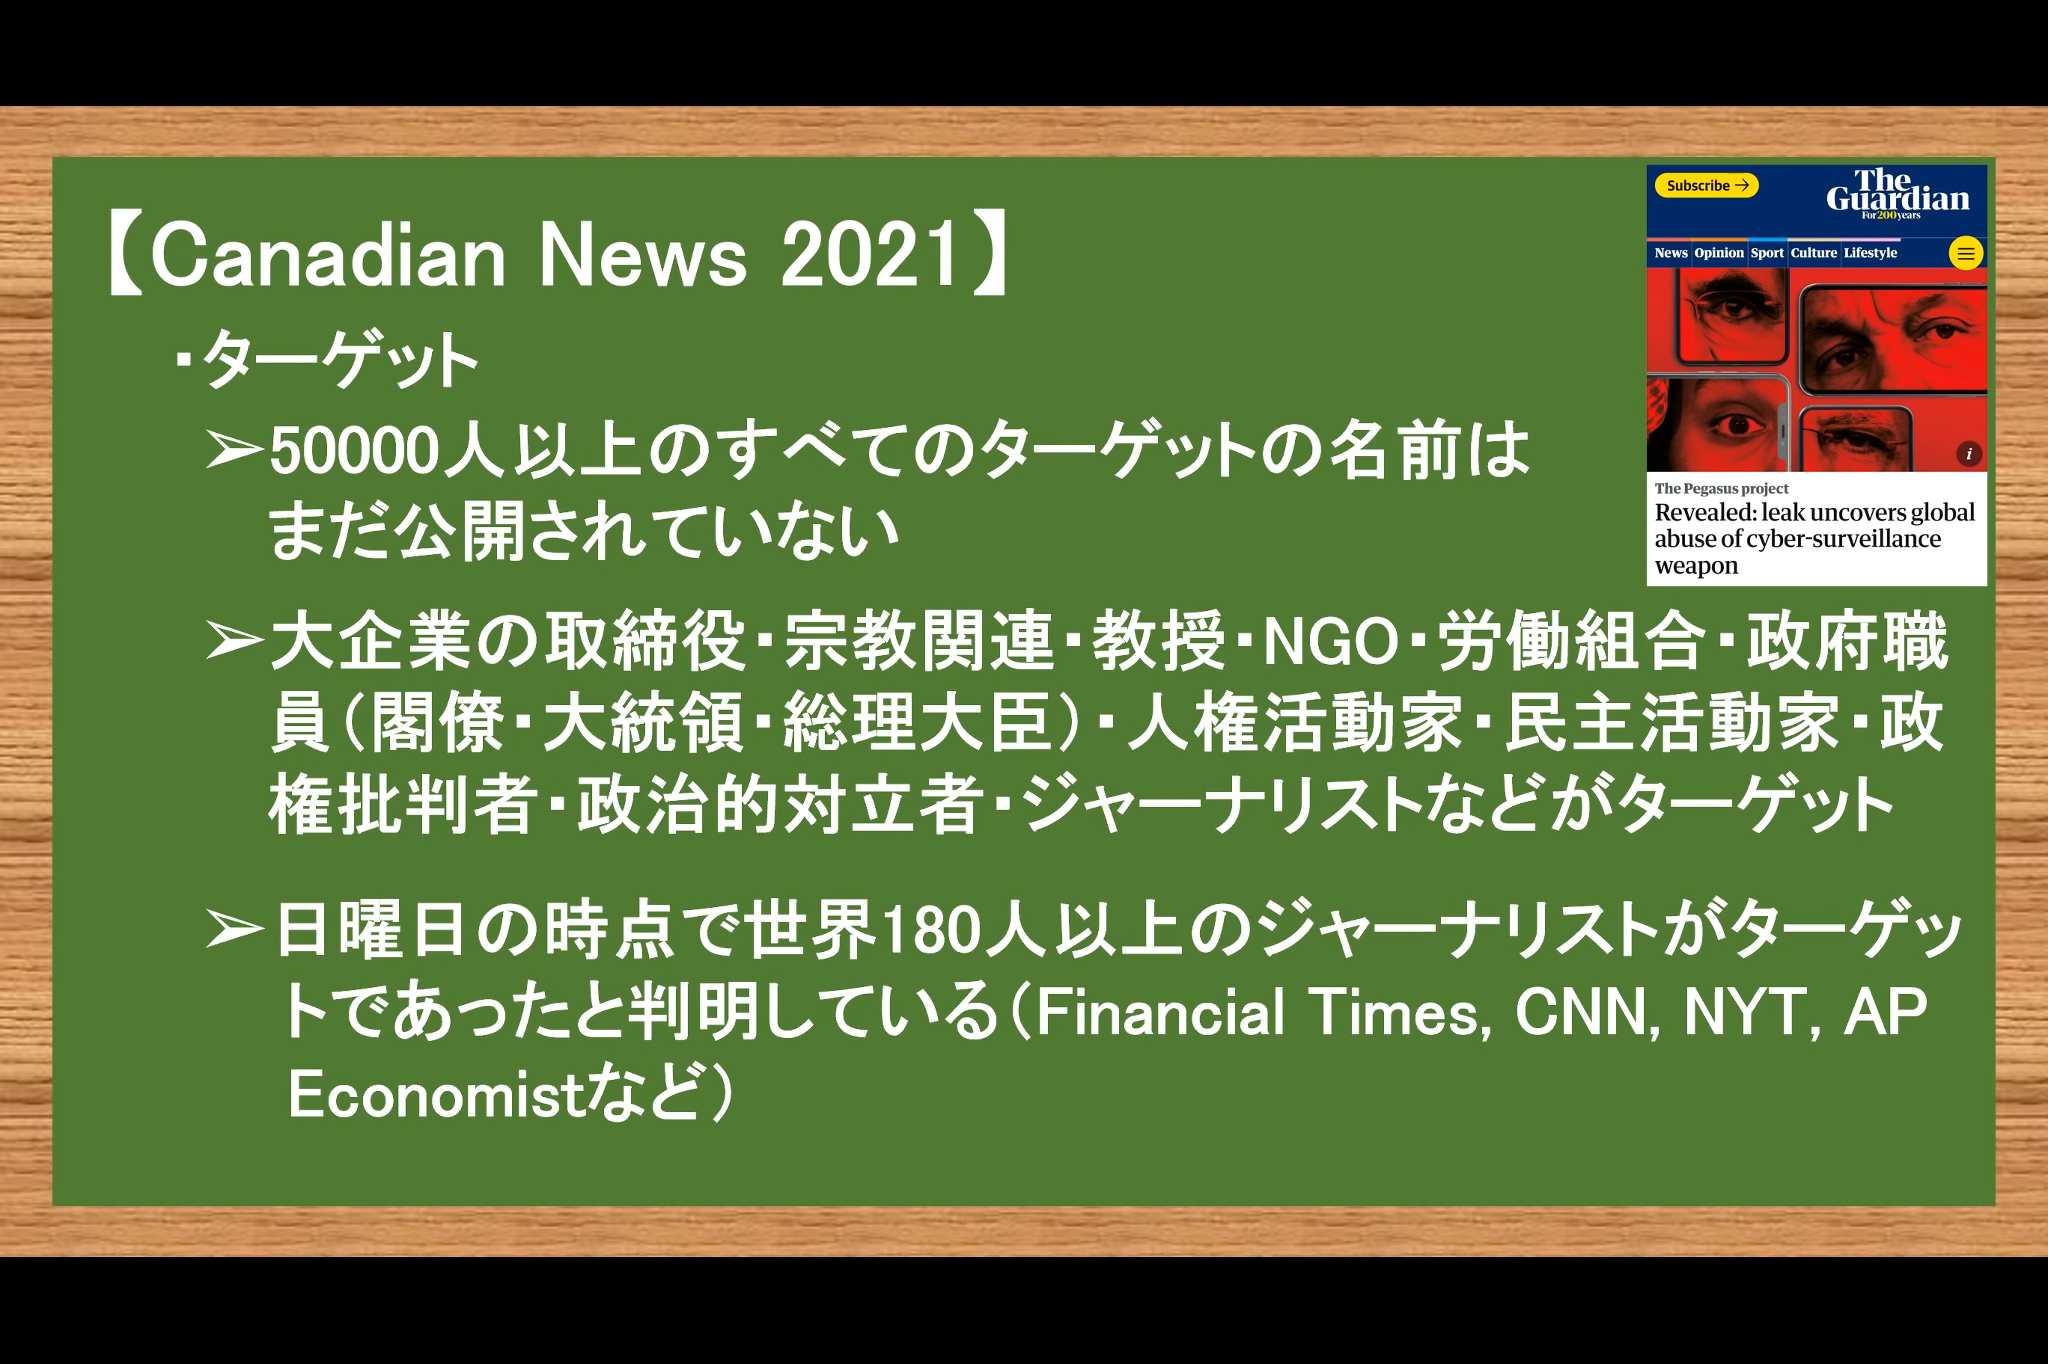 【Canadian News 2021】
・ターゲット
➢50000人以上のすべてのターゲットの名前は
まだ公開されていない
➢大企業の取締役・宗教関連・教授・NGO・労働組合・政府職
員（閣僚・大統領・総理大臣）・人権活動家・民主活動家・政
権批判者・政治的対立者・ジャーナリストなどがターゲット
➢日曜日の時点で世界180人以上のジャーナリストがターゲッ
トであったと判明している（Financial Times, CNN, NYT, AP
Economistなど）
Subscribe →
The
Guardian
For 200 years
News Opinion Sport Culture Lifestyle
i
The Pegasus project
Revealed: leak uncovers global
abuse of cyber-surveillance
weapon